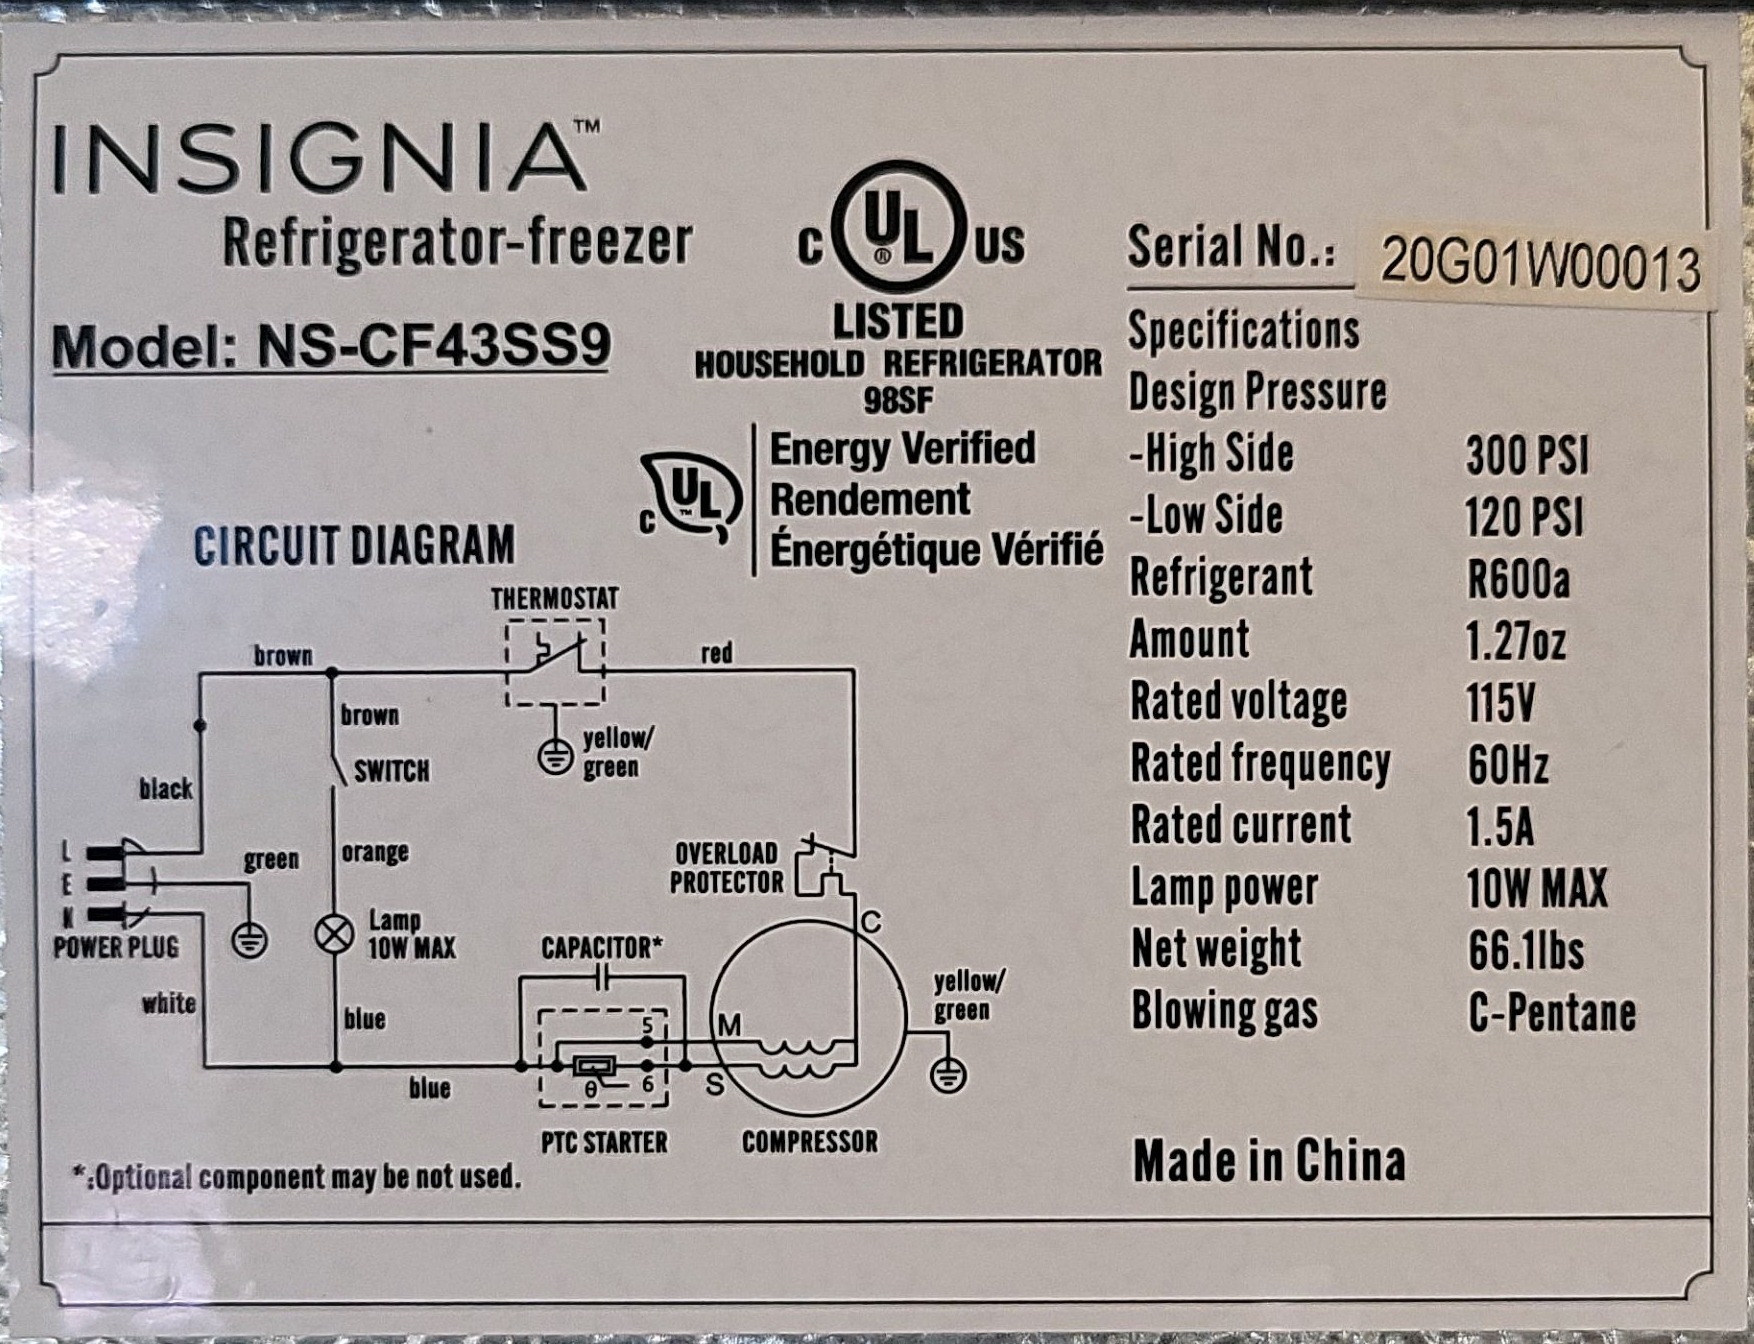 INSIGNIA™
Refrigerator-freezer
Model: NS-CF43SS9
C UL® US
LISTED
HOUSEHOLD REFRIGERATOR
98SF
C UL™
Energy Verified
Rendement
Énergétique Vérifié
Serial No.: 20G01W00013
Specifications
Design Pressure
-High Side 300 PSI
-Low Side 120 PSI
Refrigerant R600a
Amount 1.27oz
Rated voltage 115V
Rated frequency 60Hz
Rated current 1.5A
Lamp power 10W MAX
Net weight 66.1lbs
Blowing gas C-Pentane
Made in China
CIRCUIT DIAGRAM
THERMOSTAT
brown
red
brown
yellow/
green
SWITCH
black
L
E
N
POWER PLUG
green
orange
OVERLOAD
PROTECTOR
Lamp
10W MAX
C
CAPACITOR*
white
blue
yellow/
green
5
M
blue
θ
6
S
PTC STARTER
COMPRESSOR
*:Optional component may be not used.